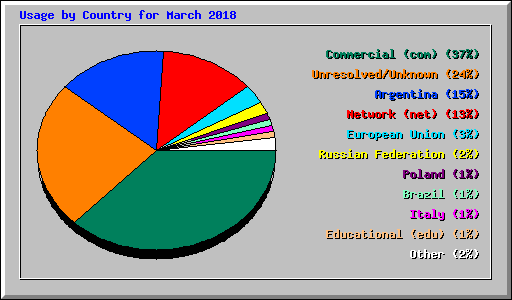 Usage by Country for March 2018
Commercial (com) (37%)
Unresolved/Unknown (24%)
Argentina (15%)
Network (net) (13%)
European Union (3%)
Russian Federation (2%)
Poland (1%)
Brazil (1%)
Italy (1%)
Educational (edu) (1%)
Other (2%)